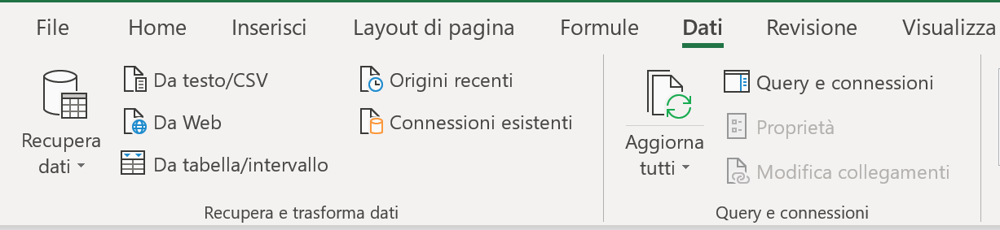 File Home Inserisci Layout di pagina Formule Dati Revisione Visualizza
Recupera
dati
Da testo/CSV
Da Web
Da tabella/intervallo
Origini recenti
Connessioni esistenti
Recupera e trasforma dati
Aggiorna
tutti
Query e connessioni
Proprietà
Modifica collegamenti
Query e connessioni